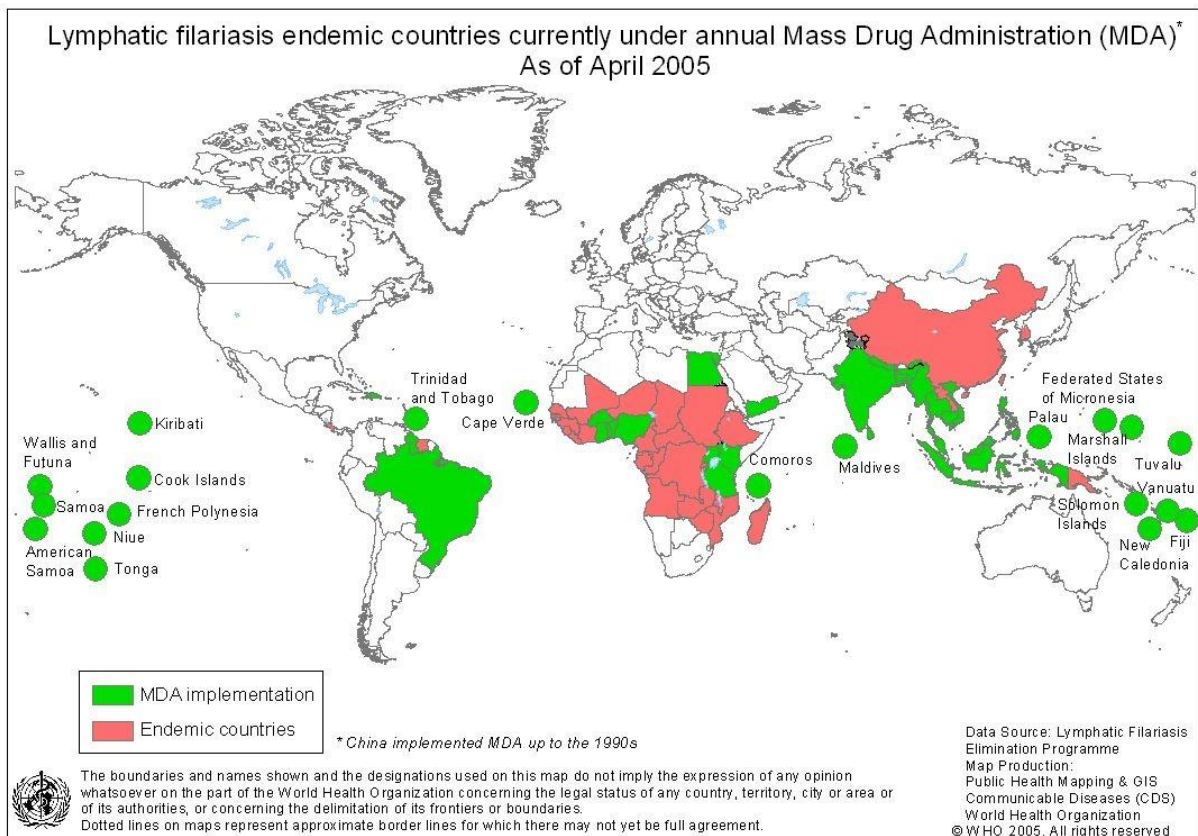 Lymphatic filariasis endemic countries currently under annual Mass Drug Administration (MDA)*
As of April 2005
Trinidad
and Tobago
Cape Verde
Kiribati
Wallis and
Futuna
Cook Islands
Samoa
French Polynesia
Niue
American
Samoa
Tonga
Comoros
Maldives
Federated States
of Micronesia
Palau
Marshall
Islands
Tuvalu
Vanuatu
Solomon
Islands
Fiji
New
Caledonia
MDA implementation
Endemic countries
* China implemented MDA up to the 1990s
The boundaries and names shown and the designations used on this map do not imply the expression of any opinion
whatsoever on the part of the World Health Organization concerning the legal status of any country, territory, city or area or
of its authorities, or concerning the delimitation of its frontiers or boundaries.
Dotted lines on maps represent approximate border lines for which there may not yet be full agreement.
Data Source: Lymphatic Filariasis
Elimination Programme
Map Production:
Public Health Mapping & GIS
Communicable Diseases (CDS)
World Health Organization
© WHO 2005. All rights reserved